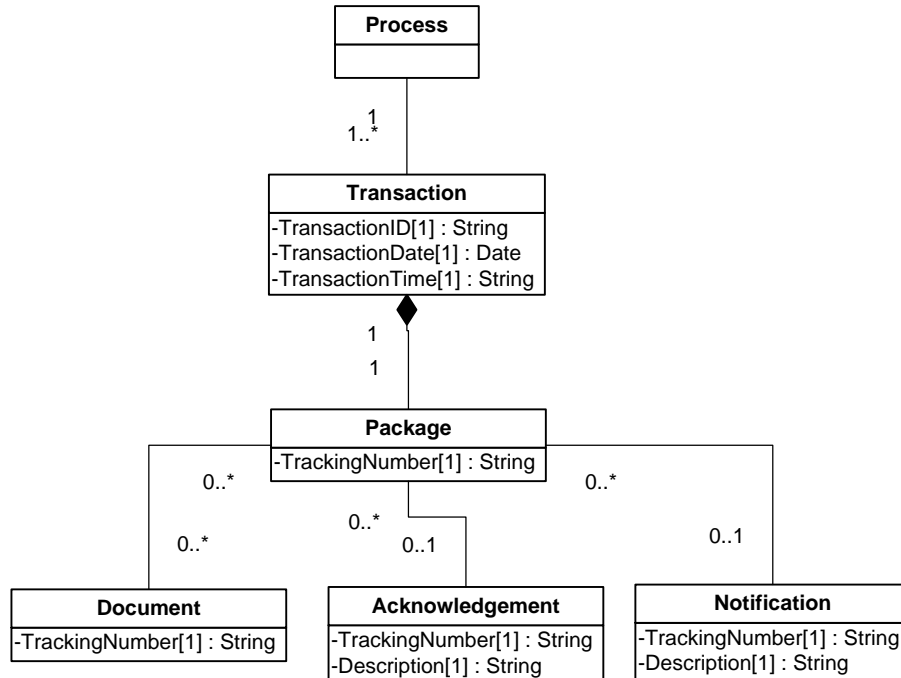 Process
1
1..*
Transaction
-TransactionID[1] : String
-TransactionDate[1] : Date
-TransactionTime[1] : String
1
1
Package
-TrackingNumber[1] : String
0..*
0..*
0..*
0..*
0..1
0..1
Document
-TrackingNumber[1] : String
Acknowledgement
-TrackingNumber[1] : String
-Description[1] : String
Notification
-TrackingNumber[1] : String
-Description[1] : String